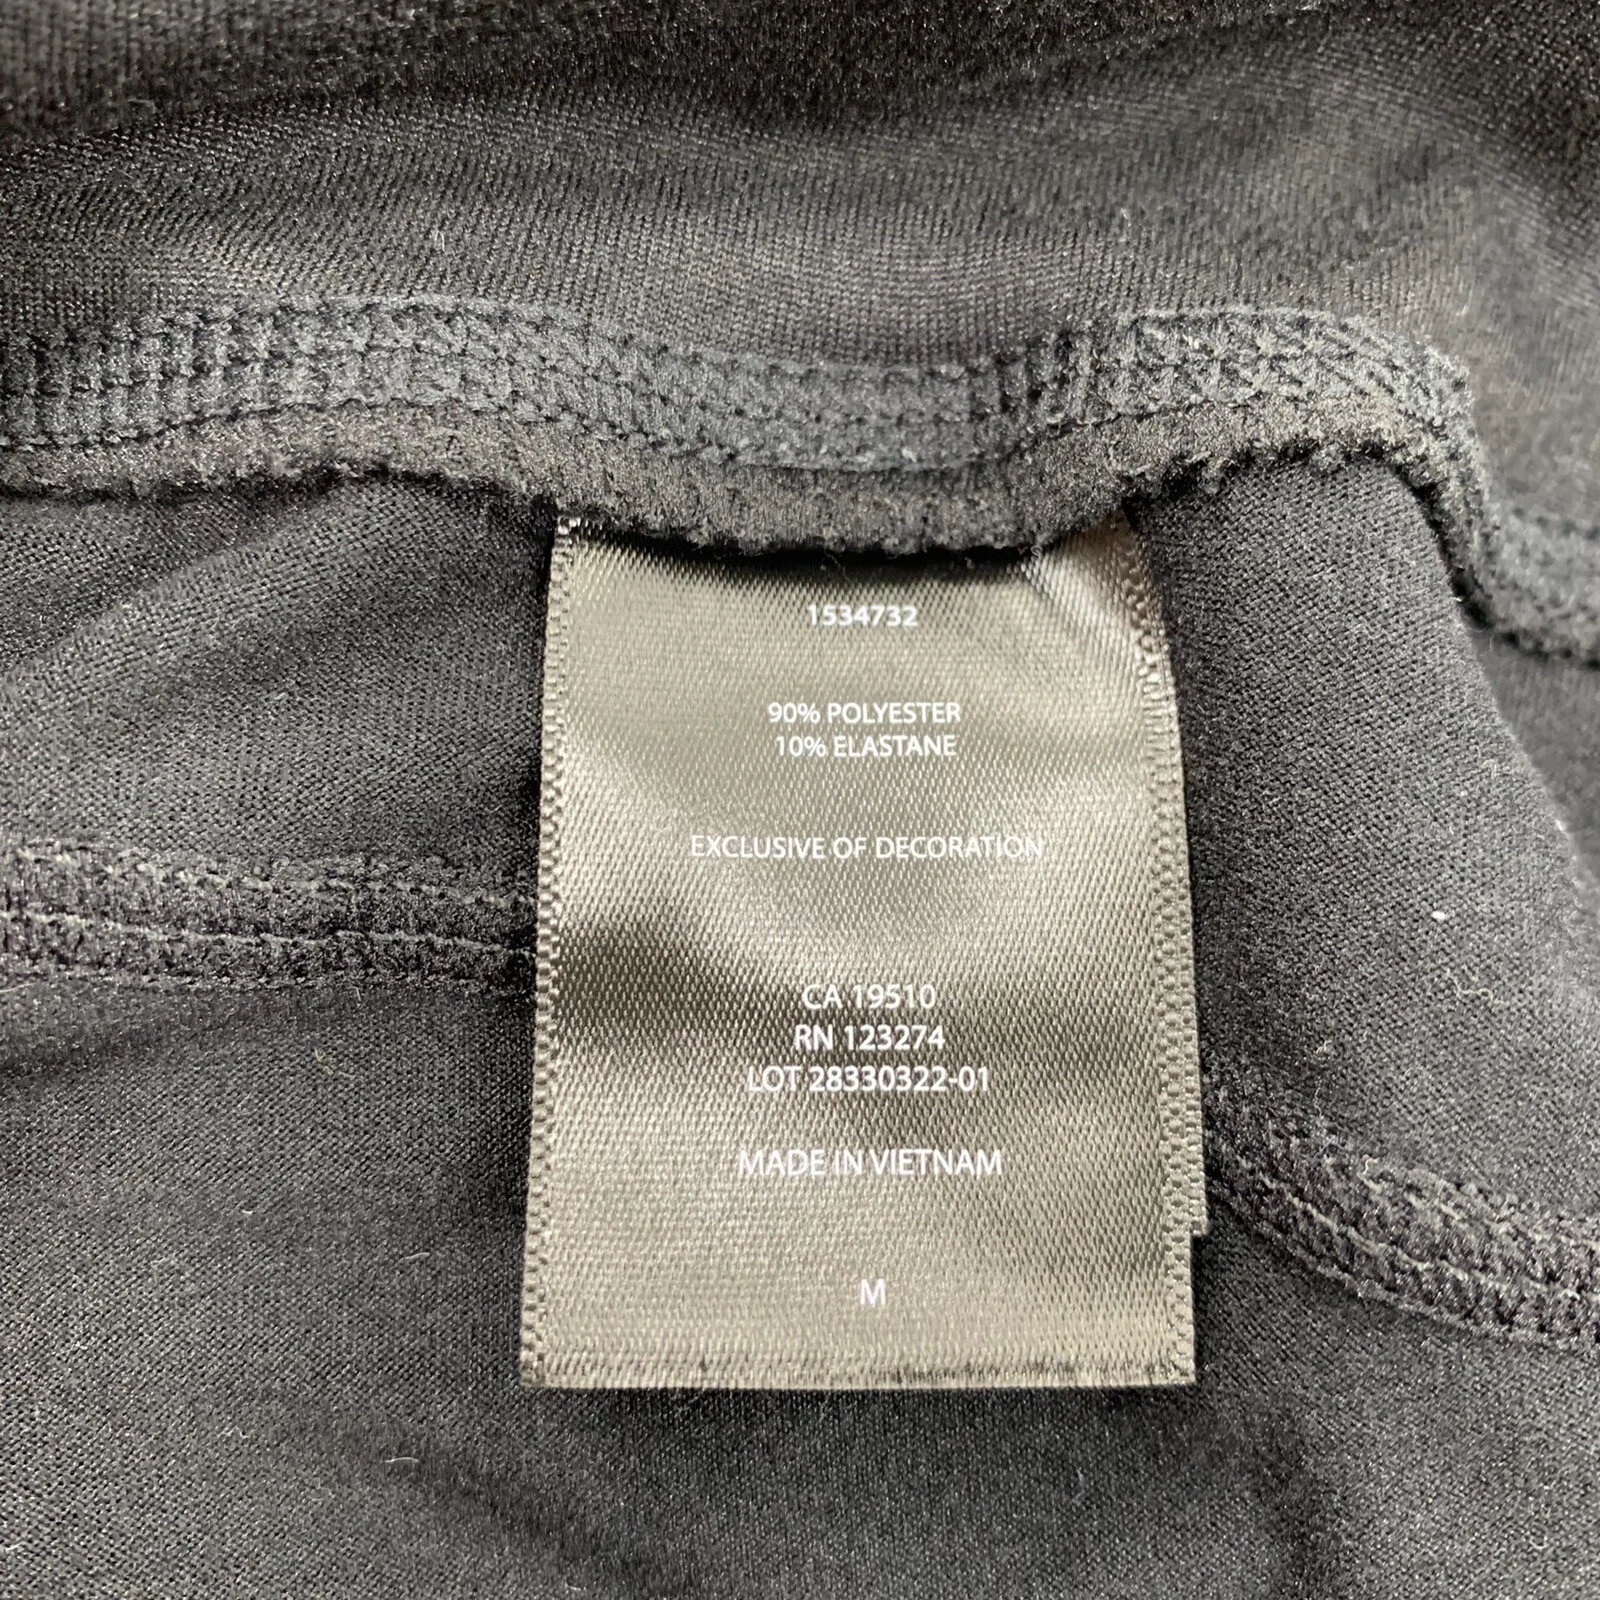 1534732
90% POLYESTER
10% ELASTANE
EXCLUSIVE OF DECORATION
CA 19510
RN 123274
LOT 28330322-01
MADE IN VIETNAM
M